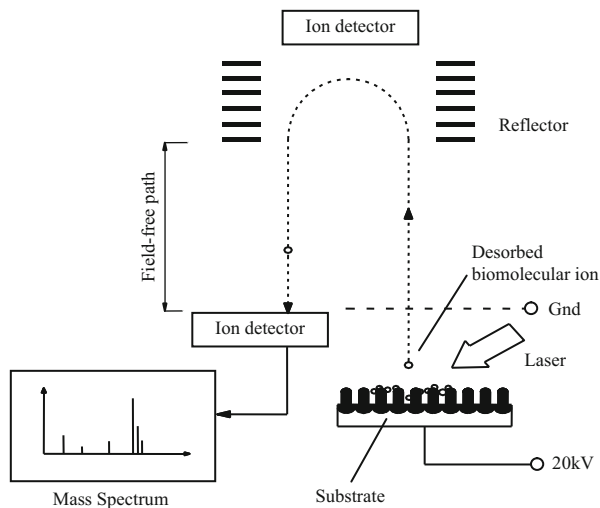 Ion detector
Reflector
Field-free path
Desorbed
biomolecular ion
Gnd
Ion detector
Laser
20kV
Substrate
Mass Spectrum